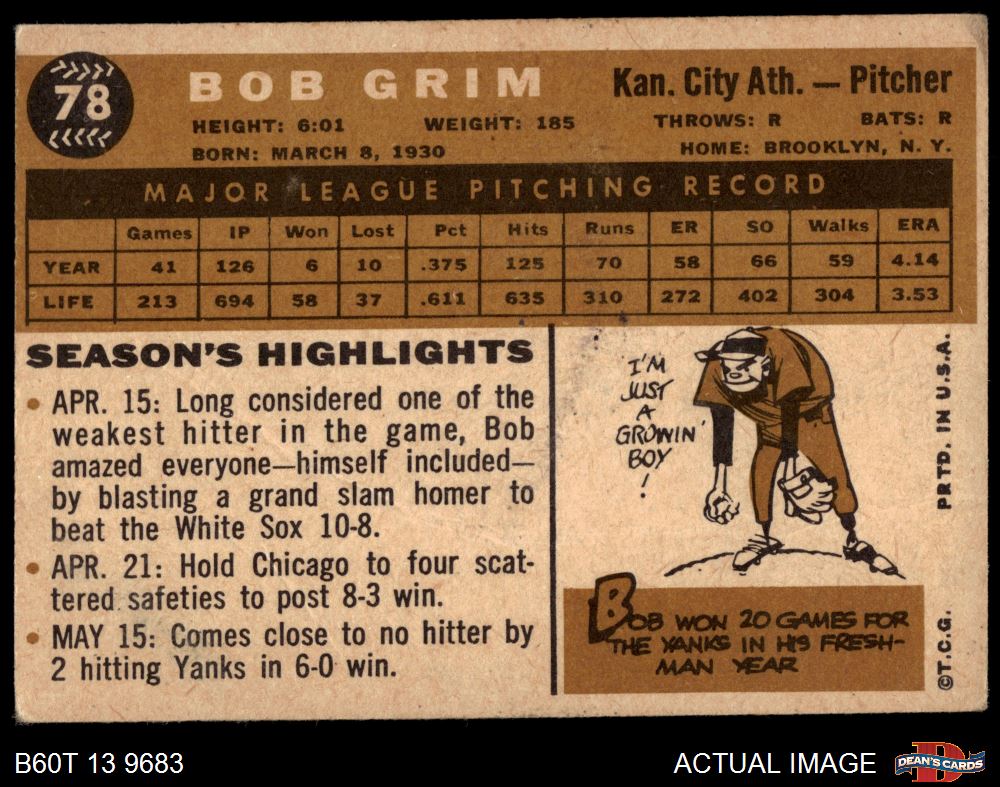 78
BOB GRIM
Kan. City Ath. — Pitcher
HEIGHT: 6:01 WEIGHT: 185 THROWS: R BATS: R
BORN: MARCH 8, 1930 HOME: BROOKLYN, N. Y.
MAJOR LEAGUE PITCHING RECORD
Games IP Won Lost Pct Hits Runs ER SO Walks ERA
YEAR 41 126 6 10 .375 125 70 58 66 59 4.14
LIFE 213 694 58 37 .611 635 310 272 402 304 3.53
SEASON'S HIGHLIGHTS
• APR. 15: Long considered one of the
weakest hitter in the game, Bob
amazed everyone—himself included—
by blasting a grand slam homer to
beat the White Sox 10-8.
• APR. 21: Hold Chicago to four scat-
tered safeties to post 8-3 win.
• MAY 15: Comes close to no hitter by
2 hitting Yanks in 6-0 win.
I'M
JUST
A
GROWIN'
BOY
!
BOB WON 20 GAMES FOR
THE YANKS IN HIS FRESH-
MAN YEAR
©T.C.G. PRTD. IN U.S.A.
B60T 13 9683
ACTUAL IMAGE
DEAN'S CARDS